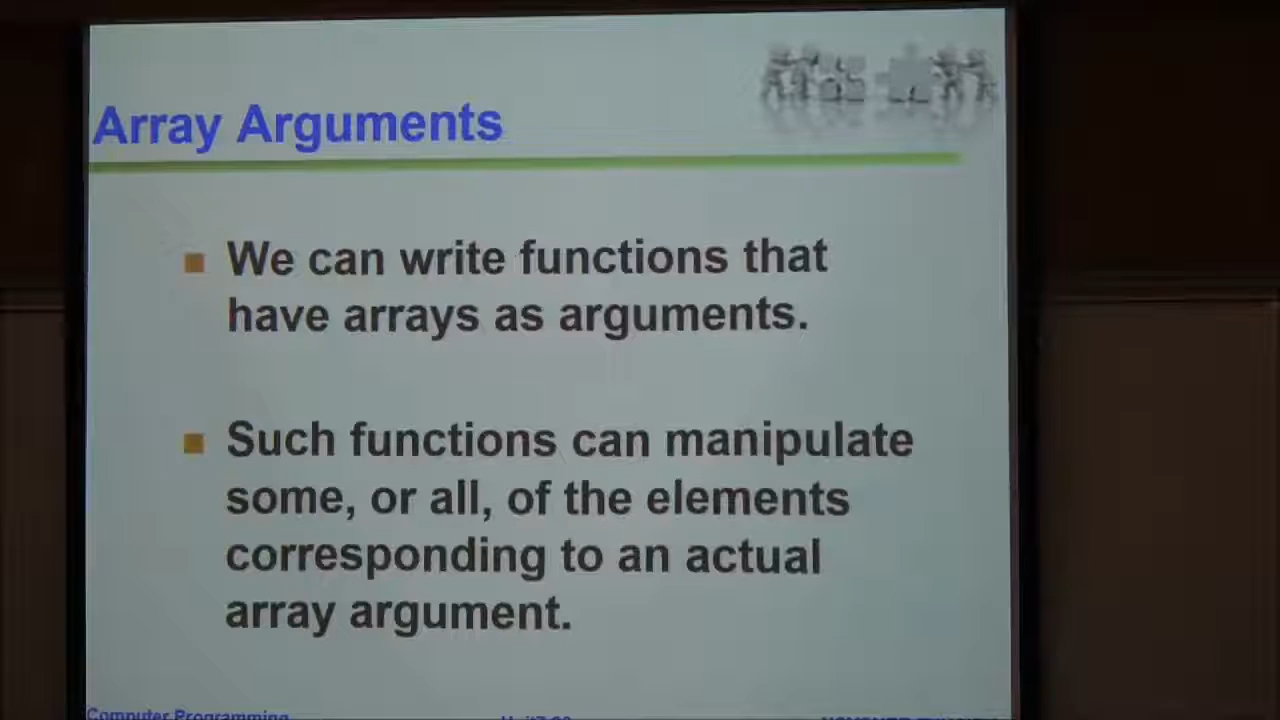 Array Arguments
We can write functions that
have arrays as arguments.
Such functions can manipulate
some, or all, of the elements
corresponding to an actual
array argument.
Computer Programming